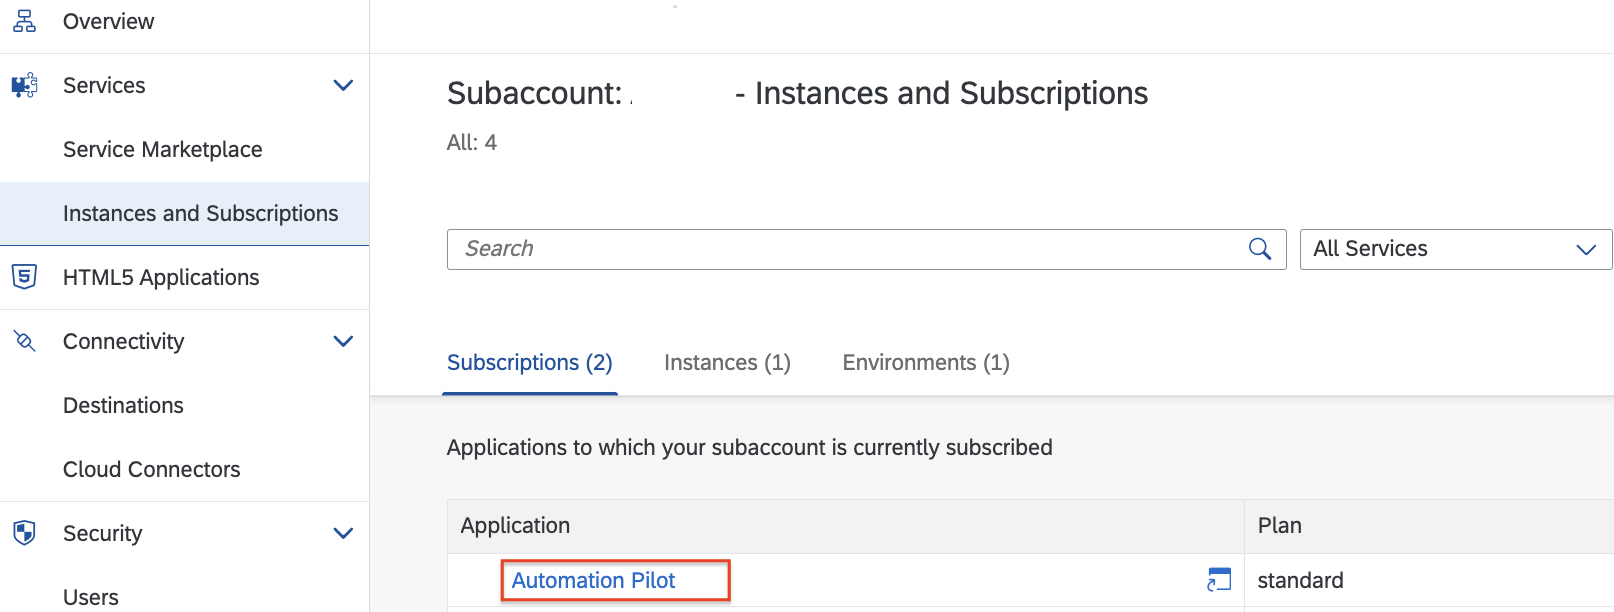 Overview
Services
Service Marketplace
Instances and Subscriptions
HTML5 Applications
Connectivity
Destinations
Cloud Connectors
Security
Users
Subaccount: - Instances and Subscriptions
All: 4
Search
All Services
Subscriptions (2) Instances (1) Environments (1)
Applications to which your subaccount is currently subscribed
Application Plan
Automation Pilot standard